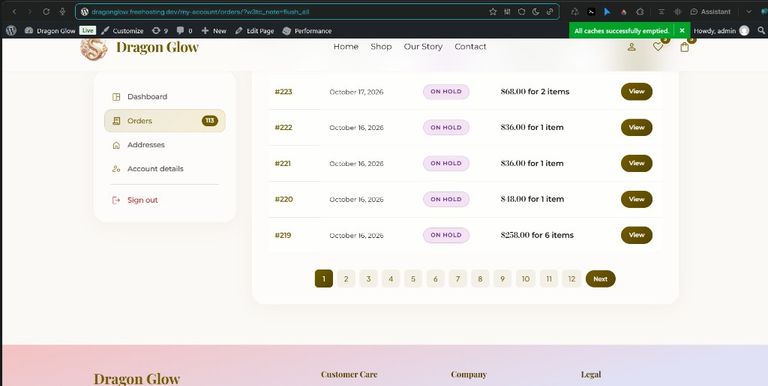 dragonglow.freehosting.dev/my-account/orders/?w3tc_note=flush_all
Assistant
Dragon Glow Live Customize 9 0 New Edit Page Performance
All caches successfully emptied. ×
Howdy, admin
Dragon Glow
Home Shop Our Story Contact
Dashboard
Orders 113
Addresses
Account details
Sign out
#223 October 17, 2026 ON HOLD $68.00 for 2 items View
#222 October 16, 2026 ON HOLD $36.00 for 1 item View
#221 October 16, 2026 ON HOLD $36.00 for 1 item View
#220 October 16, 2026 ON HOLD $48.00 for 1 item View
#219 October 16, 2026 ON HOLD $258.00 for 6 items View
1 2 3 4 5 6 7 8 9 10 11 12 Next
Dragon Glow
Customer Care
Company
Legal